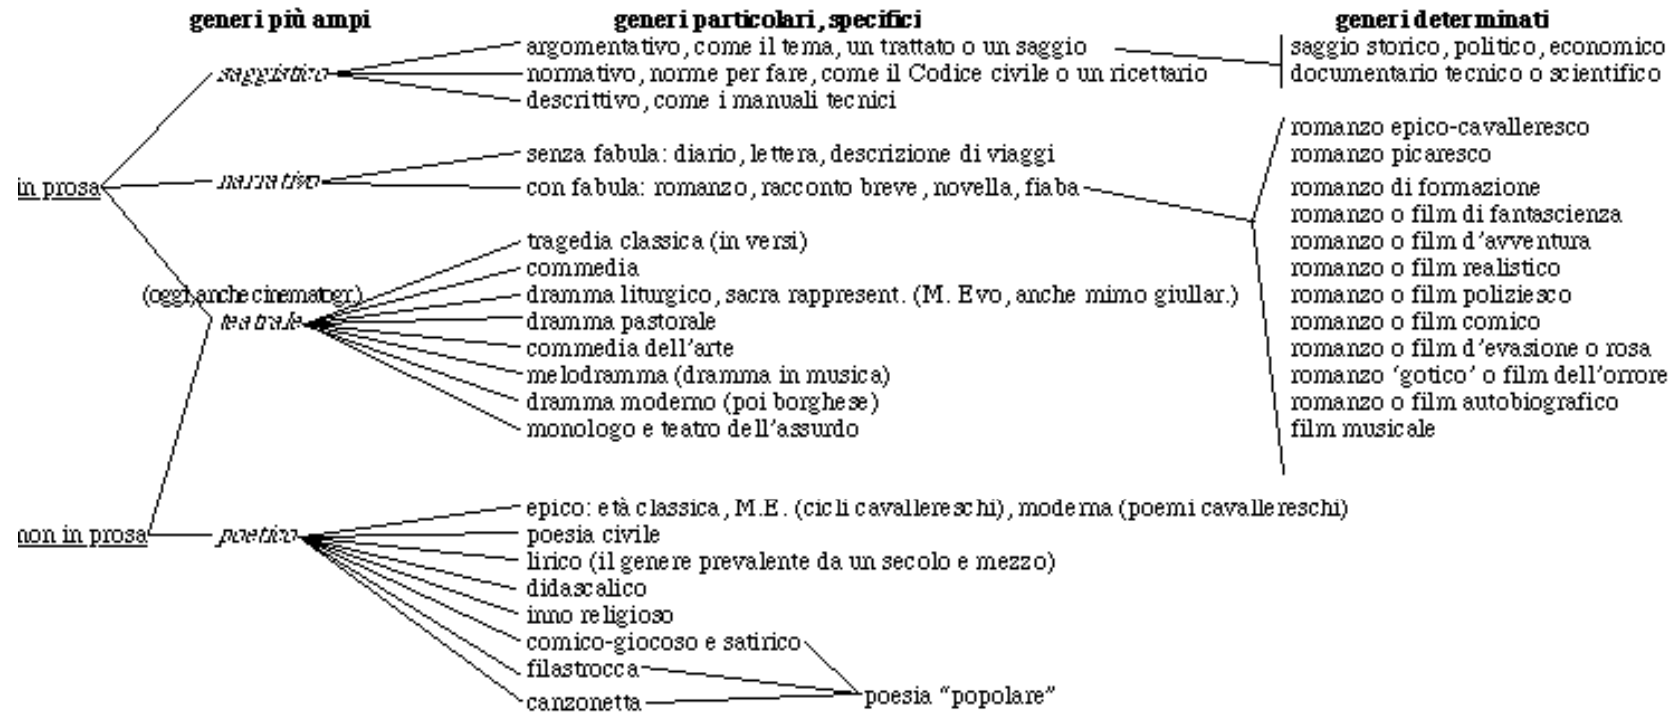 generi più ampi generi particolari, specifici generi determinati
argomentativo, come il tema, un trattato o un saggio saggio storico, politico, economico
saggistico normativo, norme per fare, come il Codice civile o un ricettario documentario tecnico o scientifico
descrittivo, come i manuali tecnici
romanzo epico-cavalleresco
senza fabula: diario, lettera, descrizione di viaggi romanzo picaresco
in prosa narrativo con fabula: romanzo, racconto breve, novella, fiaba romanzo di formazione
romanzo o film di fantascienza
tragedia classica (in versi) romanzo o film d'avventura
commedia romanzo o film realistico
(oggi, anche cinematogr.) dramma liturgico, sacra rappresent. (M. Evo, anche mimo giullar.) romanzo o film poliziesco
teatrale dramma pastorale romanzo o film comico
commedia dell'arte romanzo o film d'evasione o rosa
melodramma (dramma in musica) romanzo 'gotico' o film dell'orrore
dramma moderno (poi borghese) romanzo o film autobiografico
monologo e teatro dell'assurdo film musicale
epico: età classica, M.E. (cicli cavallereschi), moderna (poemi cavallereschi)
non in prosa poetico poesia civile
lirico (il genere prevalente da un secolo e mezzo)
didascalico
inno religioso
comico-giocoso e satirico
filastrocca
canzonetta poesia "popolare"